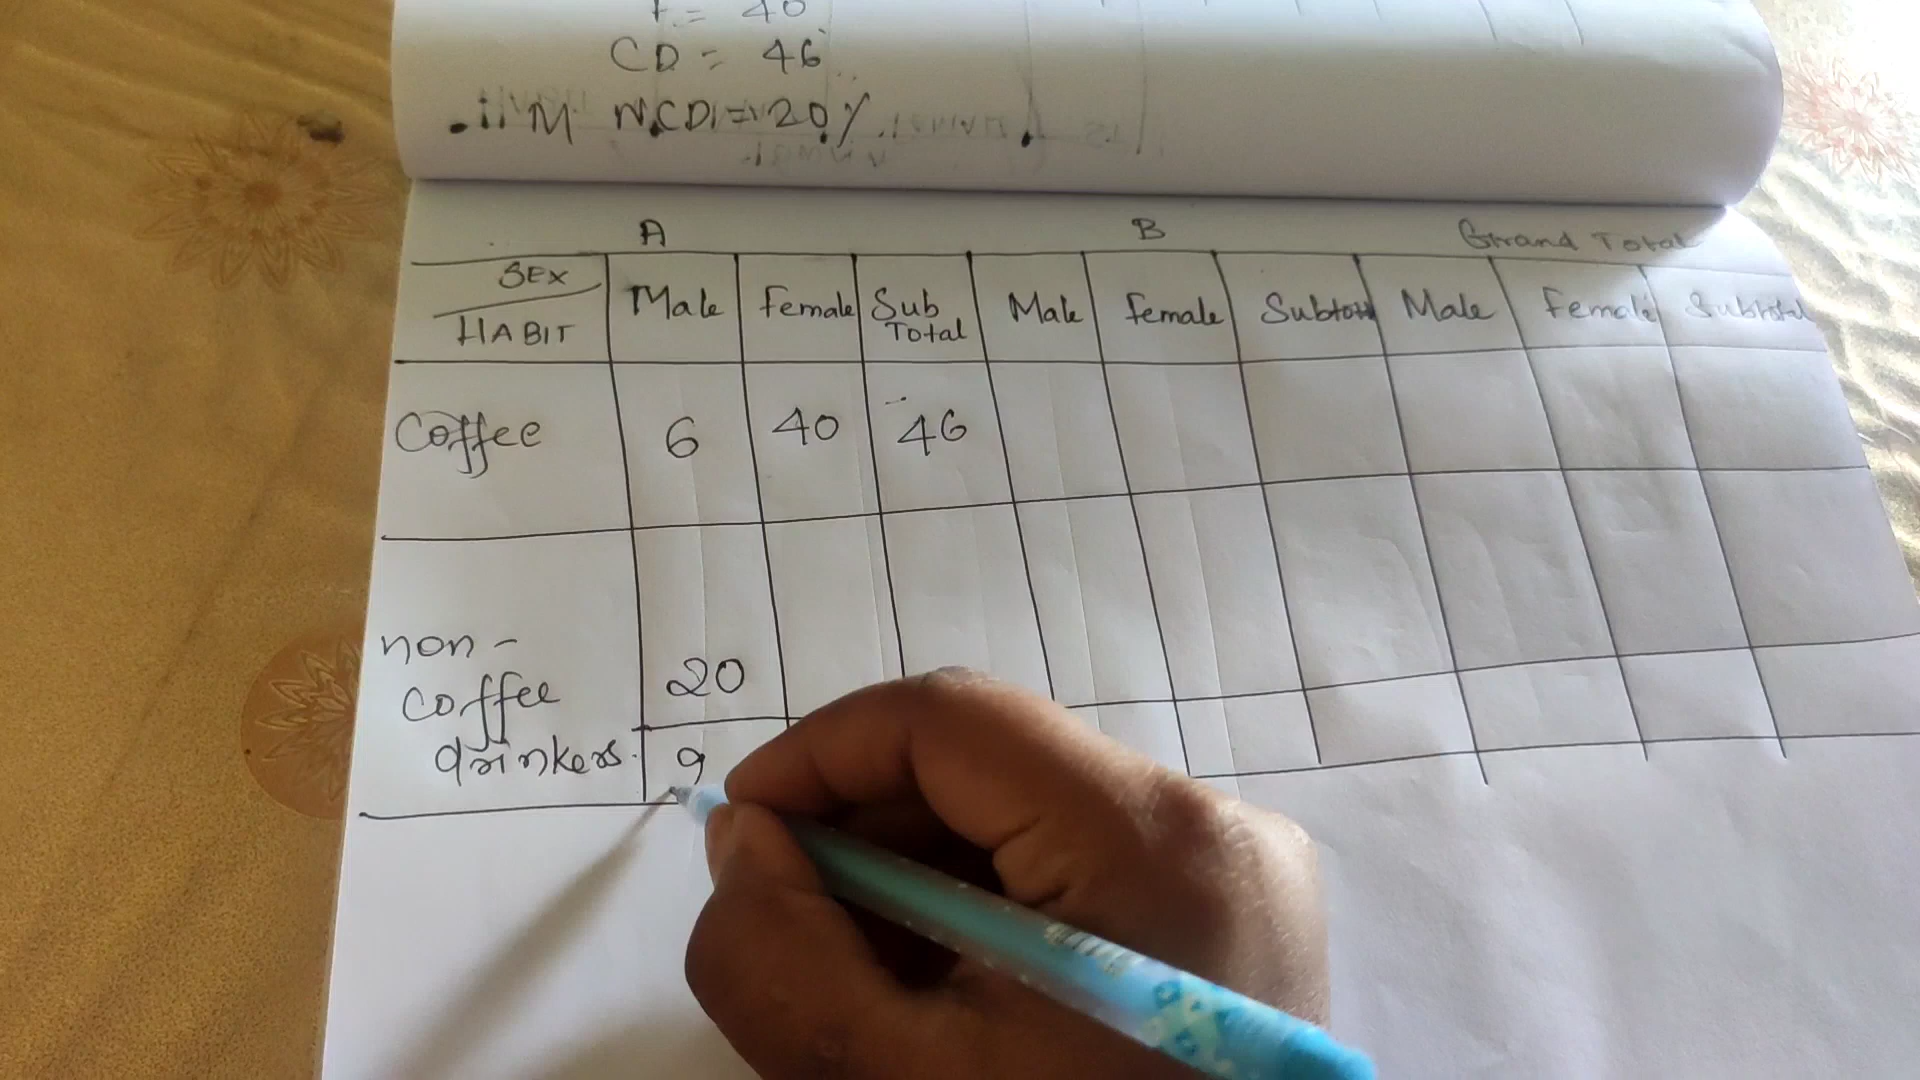 F = 40
CD = 46
M NCD = 20%
A B Grand Total
SEX
HABIT
Male Female Sub Total Male female Subtotal Male Female Subtotal
Coffee 6 40 46
non-
coffee 20
drinkers. 9